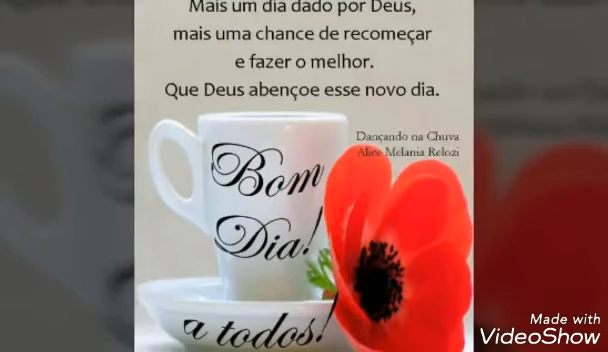 Mais um dia dado por Deus,
mais uma chance de recomeçar
e fazer o melhor.
Que Deus abençoe esse novo dia.
Dançando na Chuva
Alice Melania Relozi
Bom
Dia!
a todos!
Made with
VideoShow